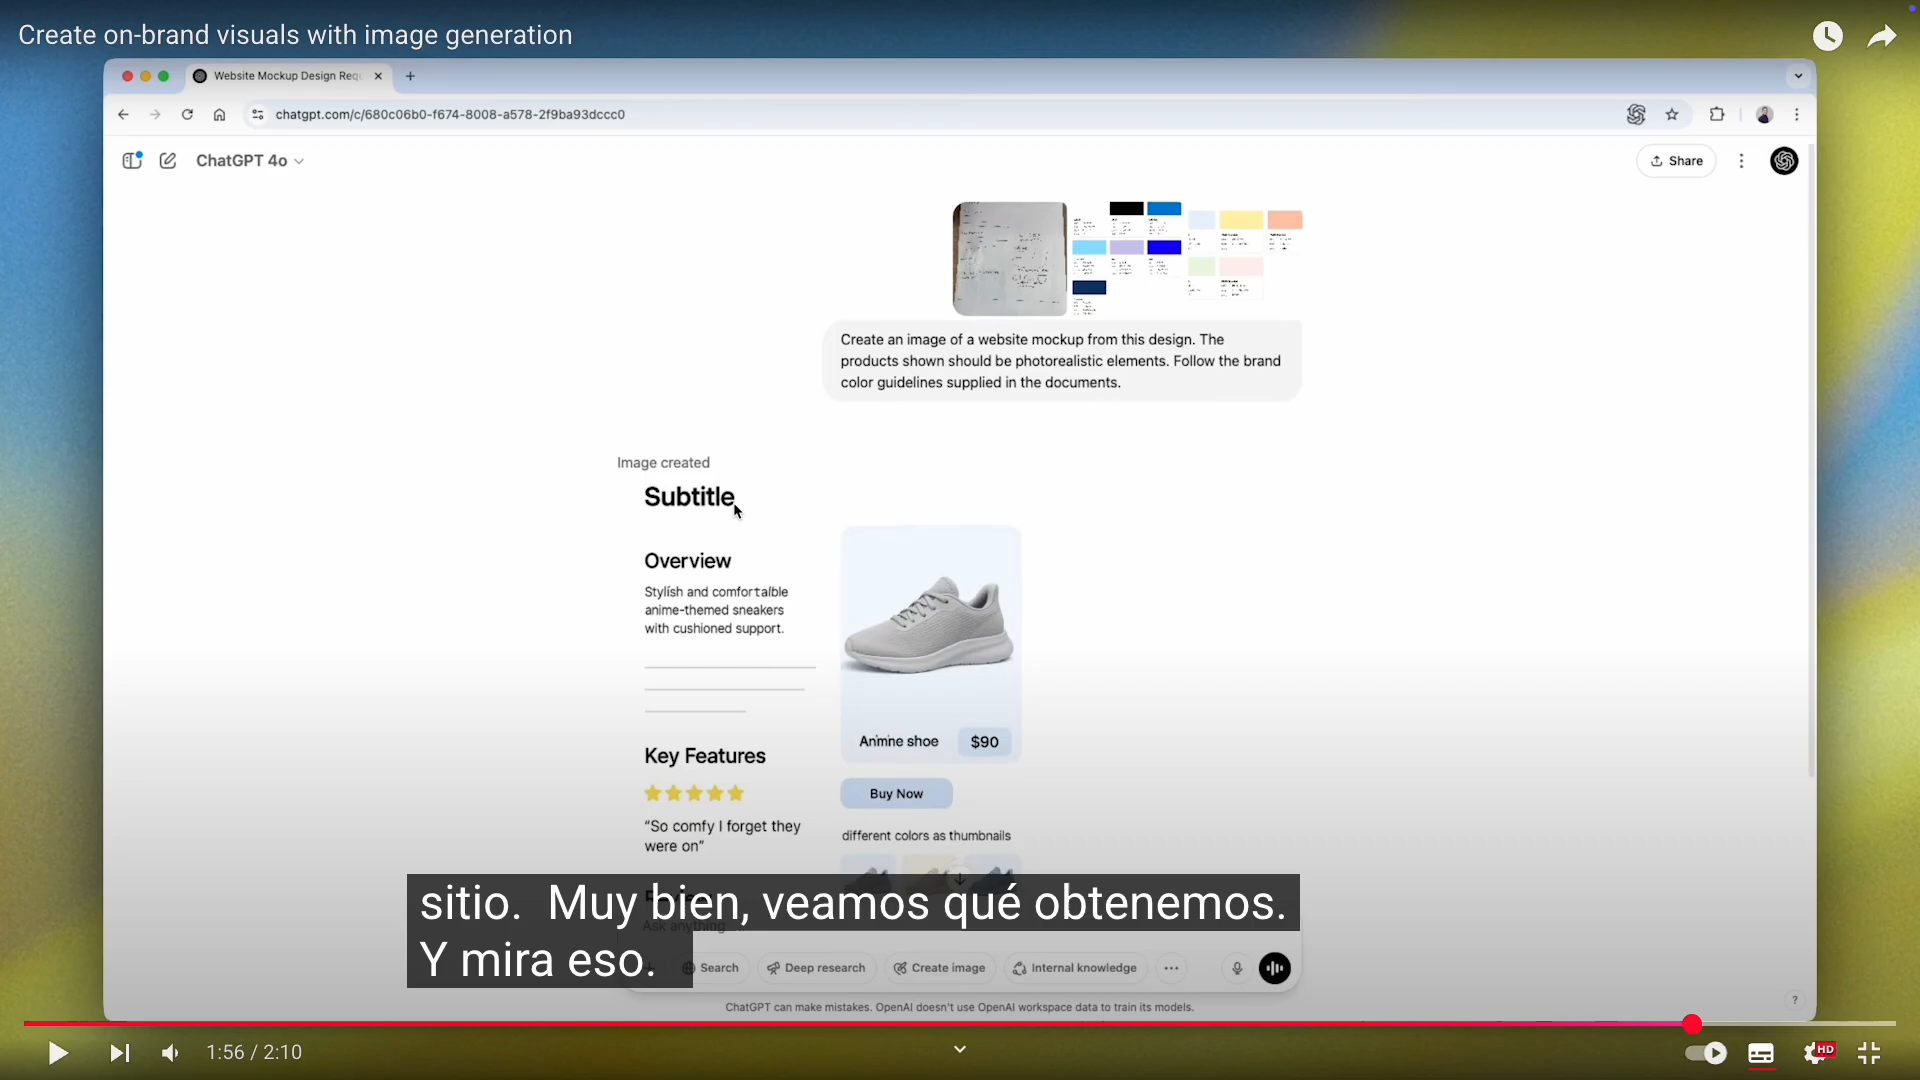 Create on-brand visuals with image generation
Website Mockup Design Requ
chatgpt.com/c/680c06b0-f674-8008-a578-2f9ba93dccc0
ChatGPT 4o
Share
Create an image of a website mockup from this design. The
products shown should be photorealistic elements. Follow the brand
color guidelines supplied in the documents.
Image created
Subtitle
Overview
Stylish and comfortalble
anime-themed sneakers
with cushioned support.
Key Features
"So comfy I forget they
were on"
Animne shoe $90
Buy Now
different colors as thumbnails
sitio. Muy bien, veamos qué obtenemos.
Y mira eso.
Ask anything
Search Deep research Create image Internal knowledge
ChatGPT can make mistakes. OpenAI doesn't use OpenAI workspace data to train its models.
?
1:56 / 2:10
HD